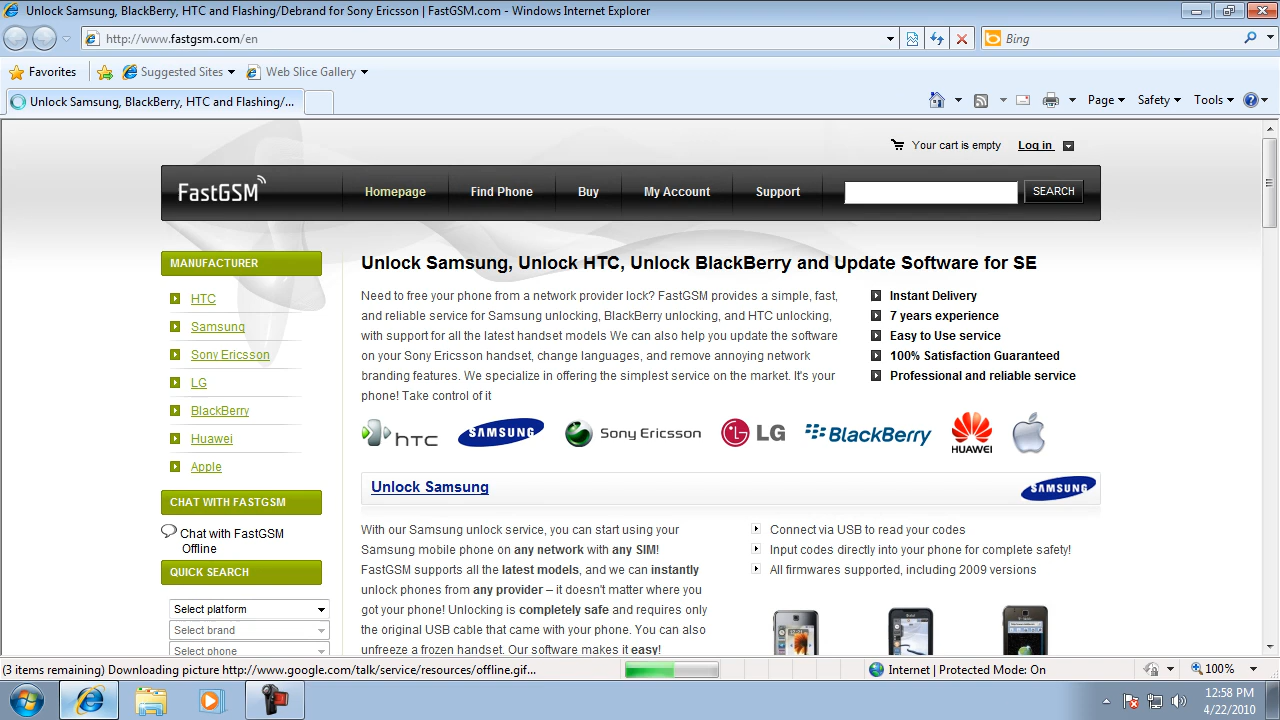 Unlock Samsung, BlackBerry, HTC and Flashing/Debrand for Sony Ericsson | FastGSM.com - Windows Internet Explorer
http://www.fastgsm.com/en
Bing
Favorites
Suggested Sites
Web Slice Gallery
Unlock Samsung, BlackBerry, HTC and Flashing/...
Page
Safety
Tools
Your cart is empty
Log in
FastGSM
Homepage
Find Phone
Buy
My Account
Support
SEARCH
MANUFACTURER
HTC
Samsung
Sony Ericsson
LG
BlackBerry
Huawei
Apple
CHAT WITH FASTGSM
Chat with FastGSM
Offline
QUICK SEARCH
Select platform
Select brand
Select phone
Unlock Samsung, Unlock HTC, Unlock BlackBerry and Update Software for SE
Need to free your phone from a network provider lock? FastGSM provides a simple, fast,
and reliable service for Samsung unlocking, BlackBerry unlocking, and HTC unlocking,
with support for all the latest handset models We can also help you update the software
on your Sony Ericsson handset, change languages, and remove annoying network
branding features. We specialize in offering the simplest service on the market. It's your
phone! Take control of it
Instant Delivery
7 years experience
Easy to Use service
100% Satisfaction Guaranteed
Professional and reliable service
hTC
SAMSUNG
Sony Ericsson
LG
BlackBerry
HUAWEI
Unlock Samsung
SAMSUNG
With our Samsung unlock service, you can start using your
Samsung mobile phone on any network with any SIM!
FastGSM supports all the latest models, and we can instantly
unlock phones from any provider – it doesn't matter where you
got your phone! Unlocking is completely safe and requires only
the original USB cable that came with your phone. You can also
unfreeze a frozen handset. Our software makes it easy!
Connect via USB to read your codes
Input codes directly into your phone for complete safety!
All firmwares supported, including 2009 versions
(3 items remaining) Downloading picture http://www.google.com/talk/service/resources/offline.gif...
Internet | Protected Mode: On
100%
12:58 PM
4/22/2010